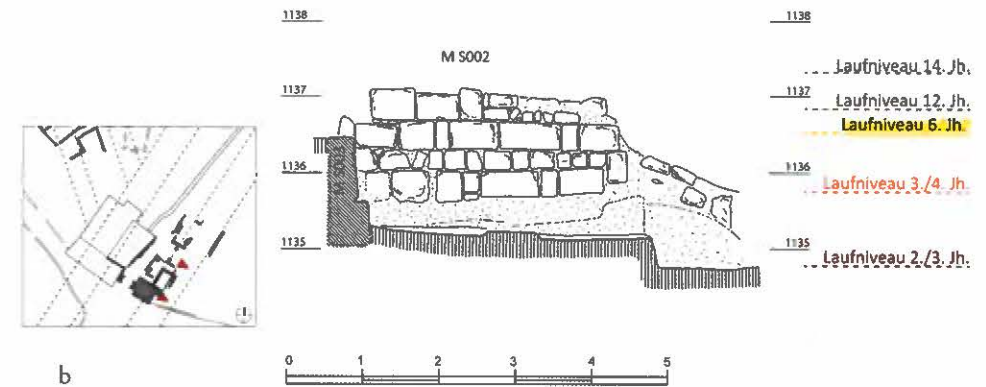 1138
1138
M S002
Laufniveau 14. Jh.
1137
1137
Laufniveau 12. Jh.
Laufniveau 6. Jh.
1136
1136
Laufniveau 3./4. Jh.
1135
1135
Laufniveau 2./3. Jh.
b
0 1 2 3 4 5